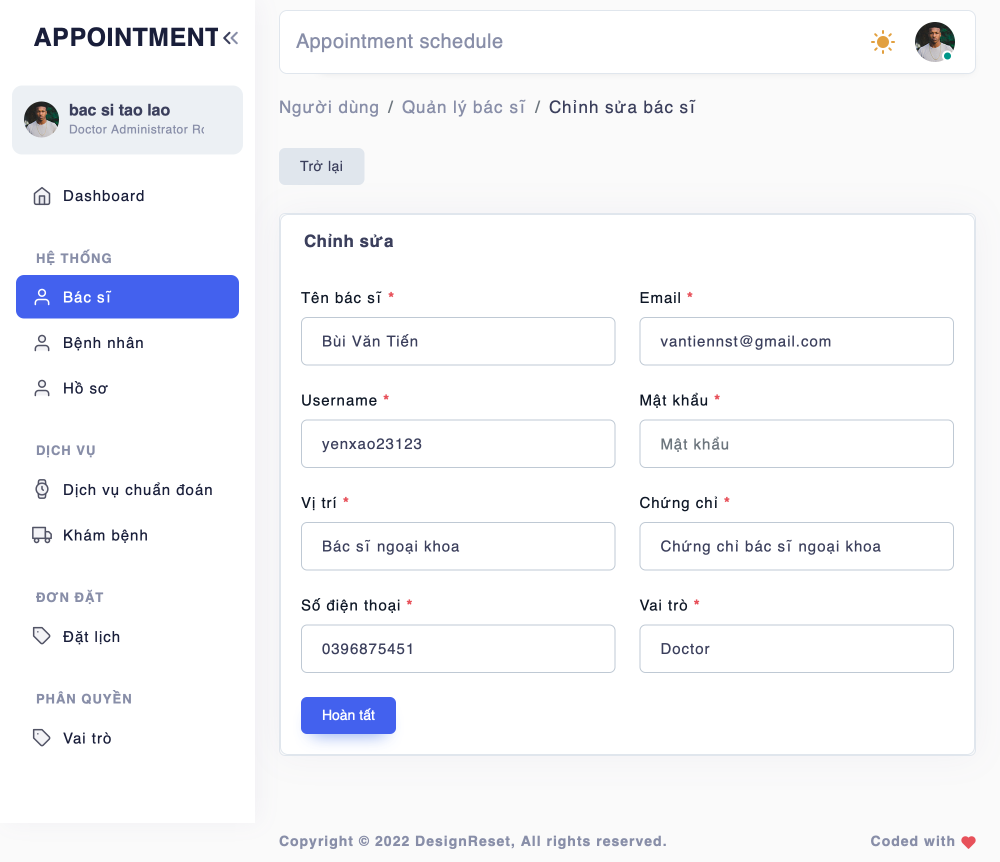 APPOINTMENT
bac si tao lao
Doctor Administrator
Dashboard
HỆ THỐNG
Bác sĩ
Bệnh nhân
Hồ sơ
DỊCH VỤ
Dịch vụ chuẩn đoán
Khám bệnh
ĐƠN ĐẶT
Đặt lịch
PHÂN QUYỀN
Vai trò
Appointment schedule
Người dùng / Quản lý bác sĩ / Chỉnh sửa bác sĩ
Trở lại
Chỉnh sửa
Tên bác sĩ *
Bùi Văn Tiến
Email *
vantiennst@gmail.com
Username *
yenxao23123
Mật khẩu *
Mật khẩu
Vị trí *
Bác sĩ ngoại khoa
Chứng chỉ *
Chứng chỉ bác sĩ ngoại khoa
Số điện thoại *
0396875451
Vai trò *
Doctor
Hoàn tất
Copyright © 2022 DesignReset, All rights reserved.
Coded with